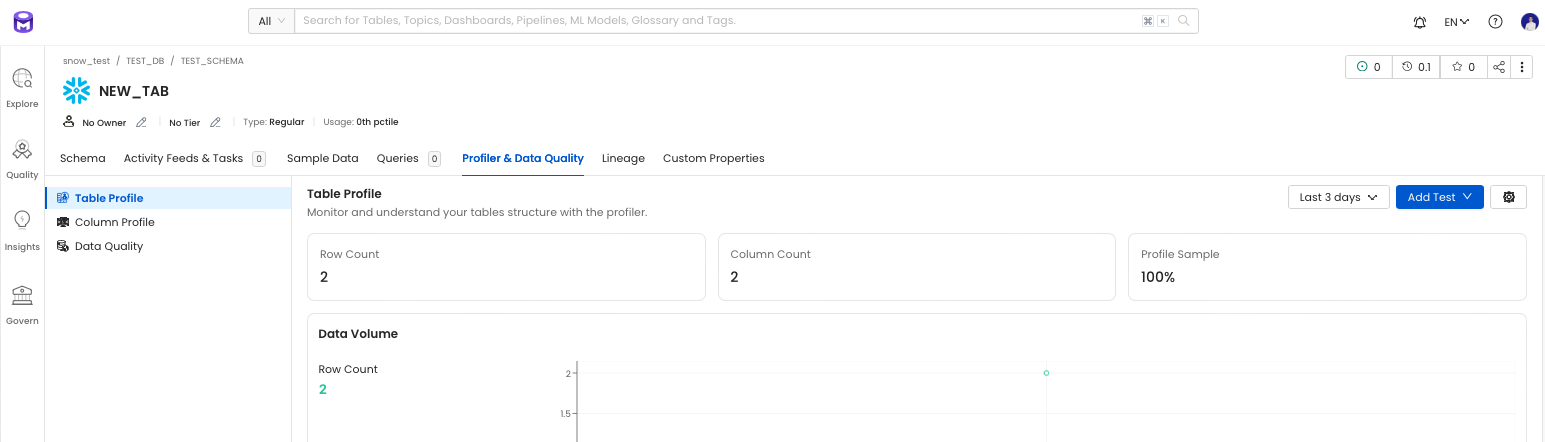 All Search for Tables, Topics, Dashboards, Pipelines, ML Models, Glossary and Tags. ⌘ K EN
snow_test / TEST_DB / TEST_SCHEMA
0 0.1 0
NEW_TAB
No Owner No Tier Type: Regular Usage: 0th pctile
Explore
Quality
Insights
Govern
Schema Activity Feeds & Tasks 0 Sample Data Queries 0 Profiler & Data Quality Lineage Custom Properties
Table Profile
Column Profile
Data Quality
Table Profile
Monitor and understand your tables structure with the profiler.
Last 3 days Add Test
Row Count
2
Column Count
2
Profile Sample
100%
Data Volume
Row Count
2
2
1.5